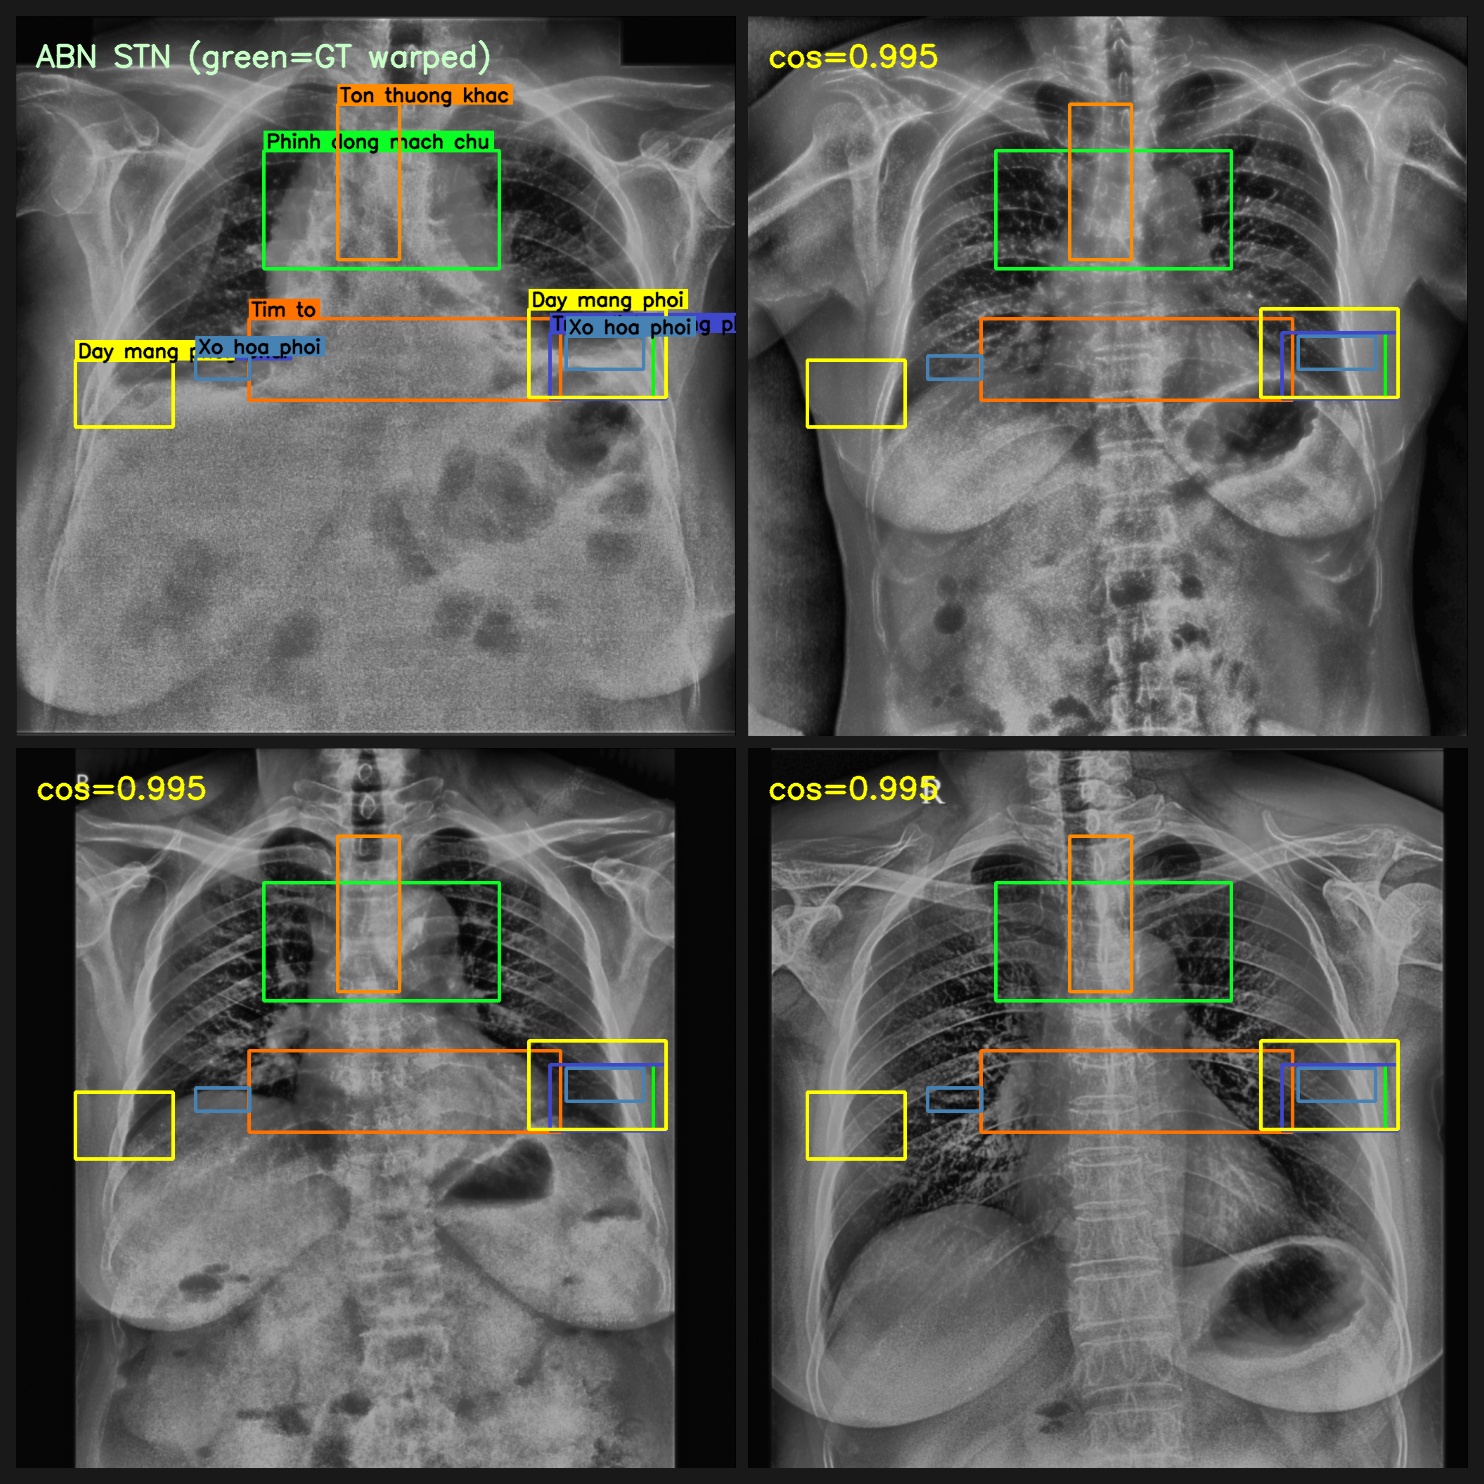 ABN STN (green=GT warped)
cos=0.995
Ton thuong khac
Phinh dong mach chu
Tim to
Day mang phoi
Xo hoa phoi
Day mang
Xo hoa phoi
cos=0.995
cos=0.995
R